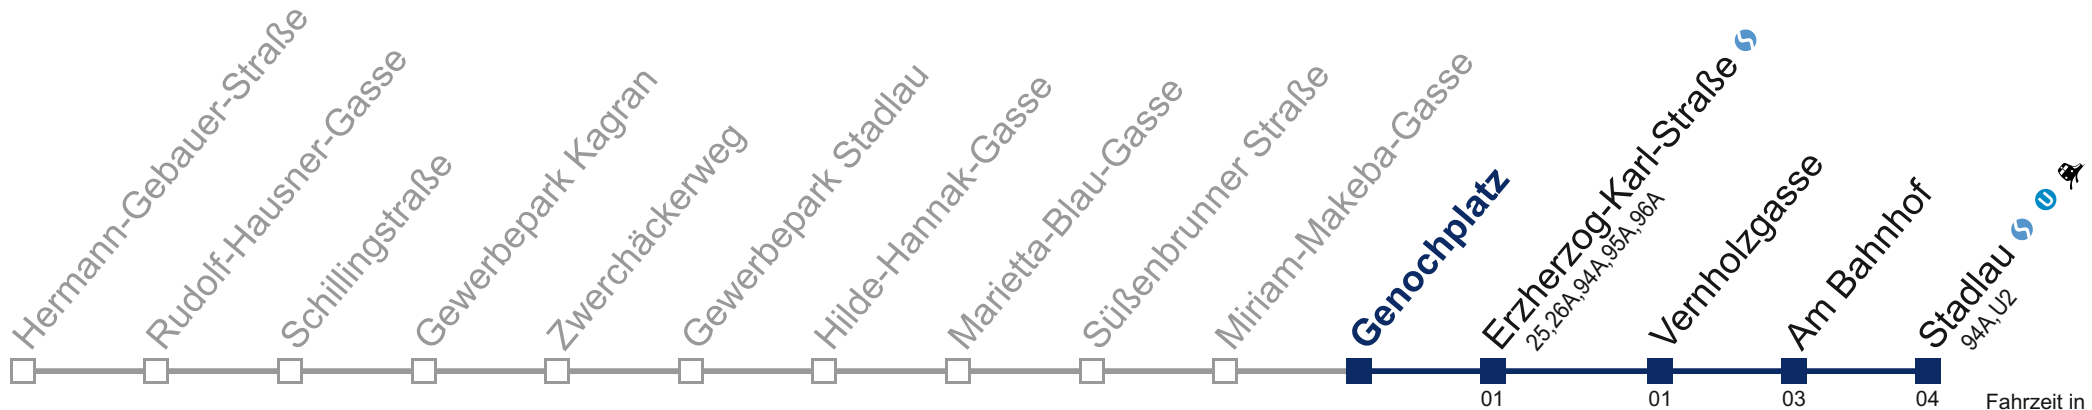 Hermann-Gebauer-Straße
Rudolf-Hausner-Gasse
Schillingstraße
Gewerbepark Kagran
Zwerchäckerweg
Gewerbepark Stadlau
Hilde-Hannak-Gasse
Marietta-Blau-Gasse
Süßenbrunner Straße
Miriam-Makeba-Gasse
Genochplatz
Erzherzog-Karl-Straße S
25,26A,94A,95A,96A
Vernholzgasse
Am Bahnhof
Stadlau S U
94A,U2
01
01
03
04
Fahrzeit in